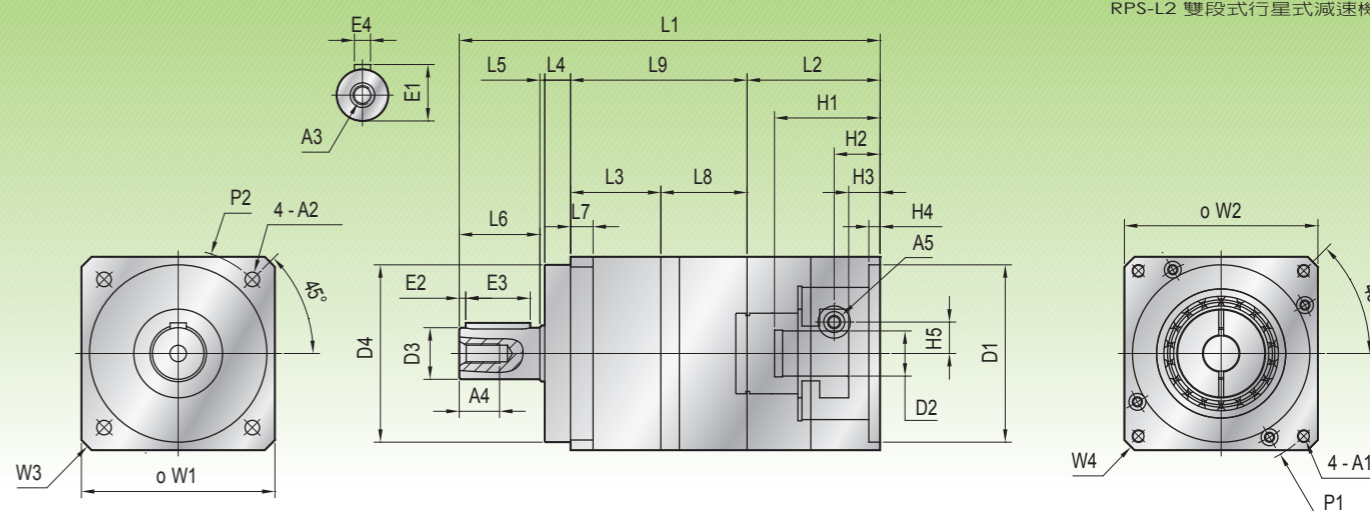 RPS-L2 雙段式行星式減速機
E4
L1
L5
L4
L9
L2
E1
H1
A3
H2
L3
L8
H3
P2
4 - A2
L6
L7
H4
A5
o W2
45°
E2
E3
D4
D3
H5
D1
A4
D2
W3
o W1
W4
4 - A1
P1